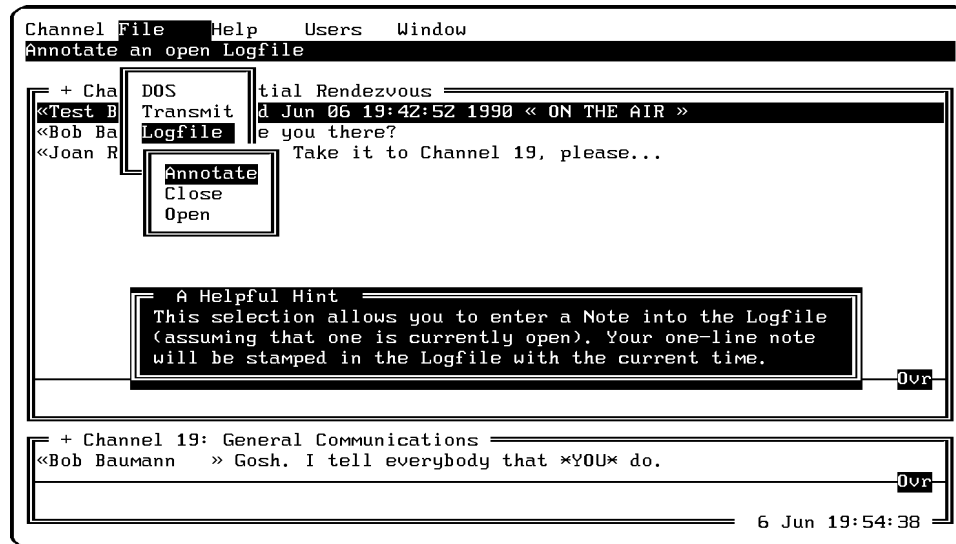 Channel File Help Users Window
Annotate an open Logfile
+ Cha
tial Rendezvous
DOS
Transmit
Logfile
«Test B
d Jun 06 19:42:52 1990 « ON THE AIR »
«Bob Ba
e you there?
«Joan R
Take it to Channel 19, please...
Annotate
Close
Open
A Helpful Hint
This selection allows you to enter a Note into the Logfile
(assuming that one is currently open). Your one-line note
will be stamped in the Logfile with the current time.
Ovr
+ Channel 19: General Communications
«Bob Baumann » Gosh. I tell everybody that *YOU* do.
Ovr
6 Jun 19:54:38